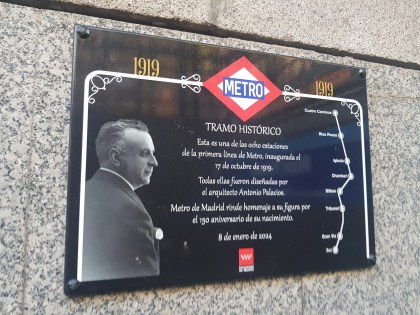 1919
METRO
1919
TRAMO HISTÓRICO
Esta es una de las ocho estaciones
de la primera línea de Metro, inaugurada el
17 de octubre de 1919.
Todas ellas fueron diseñadas por
el arquitecto Antonio Palacios.
Metro de Madrid rinde homenaje a su figura por
el 150 aniversario de su nacimiento.
8 de enero de 2024
Cuatro Caminos
Ríos Rosas
Iglesia
Chamberí
Bilbao
Tribunal
Gran Vía
Sol